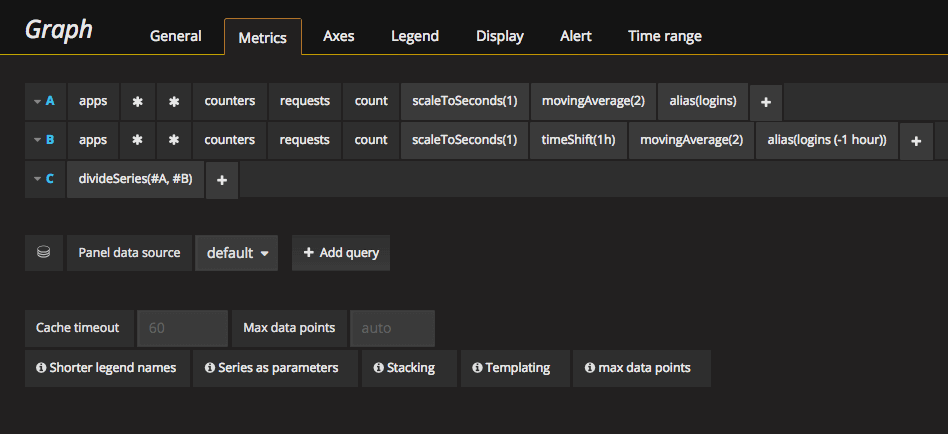 Graph General Metrics Axes Legend Display Alert Time range
A apps * * counters requests count scaleToSeconds(1) movingAverage(2) alias(logins) +
B apps * * counters requests count scaleToSeconds(1) timeShift(1h) movingAverage(2) alias(logins (-1 hour)) +
C divideSeries(#A, #B) +
Panel data source default + Add query
Cache timeout 60 Max data points auto
Shorter legend names Series as parameters Stacking Templating max data points